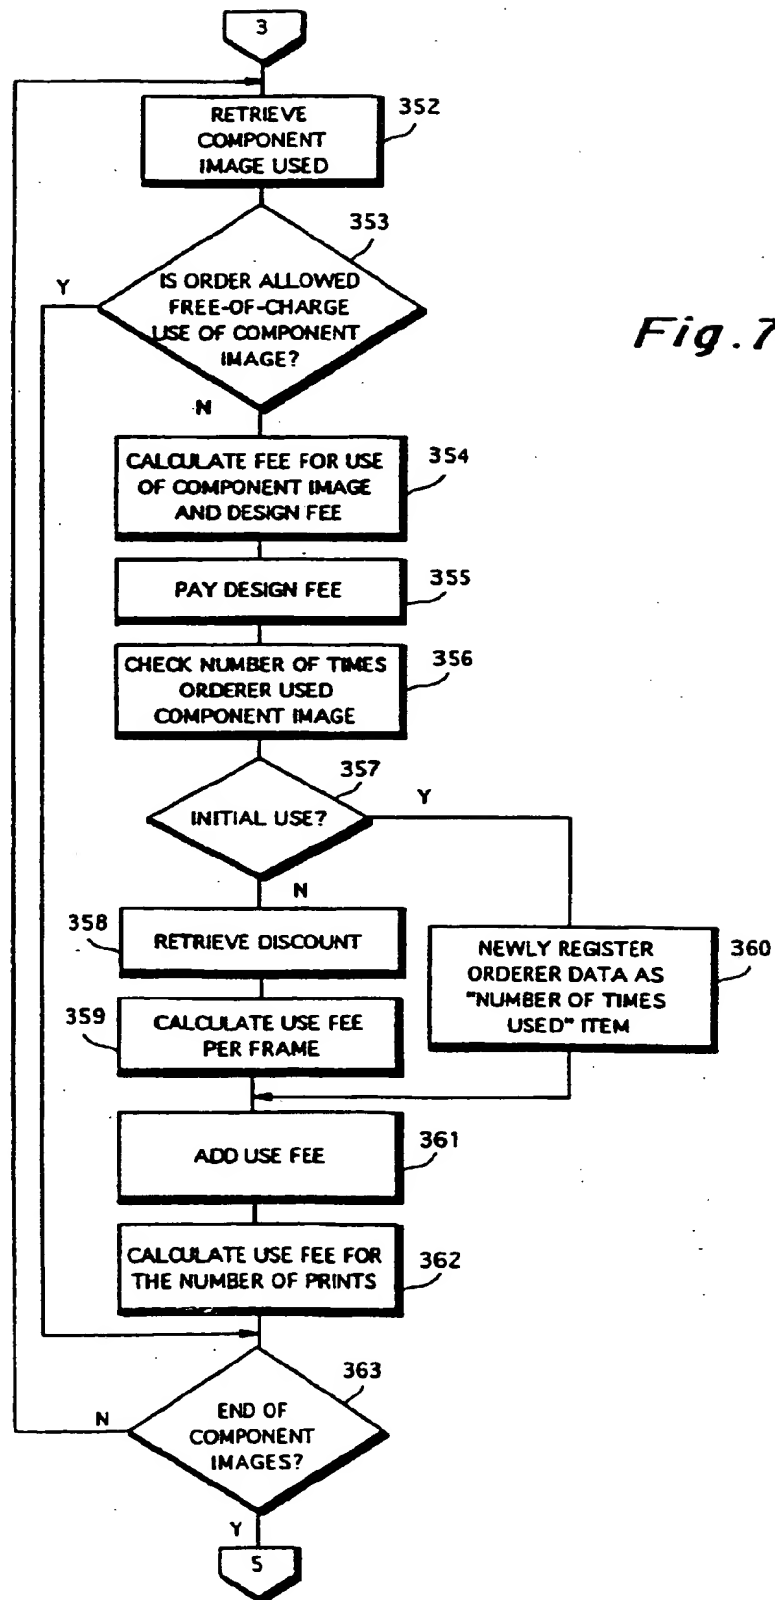 3
RETRIEVE
COMPONENT
IMAGE USED
352
353
IS ORDER ALLOWED
FREE-OF-CHARGE
USE OF COMPONENT
IMAGE?
Y
N
Fig. 7
CALCULATE FEE FOR USE
OF COMPONENT IMAGE
AND DESIGN FEE
354
PAY DESIGN FEE
355
CHECK NUMBER OF TIMES
ORDERER USED
COMPONENT IMAGE
356
357
INITIAL USE?
Y
N
358
RETRIEVE DISCOUNT
359
CALCULATE USE FEE
PER FRAME
NEWLY REGISTER
ORDERER DATA AS
"NUMBER OF TIMES
USED" ITEM
360
ADD USE FEE
361
CALCULATE USE FEE FOR
THE NUMBER OF PRINTS
362
363
END OF
COMPONENT
IMAGES?
N
Y
5